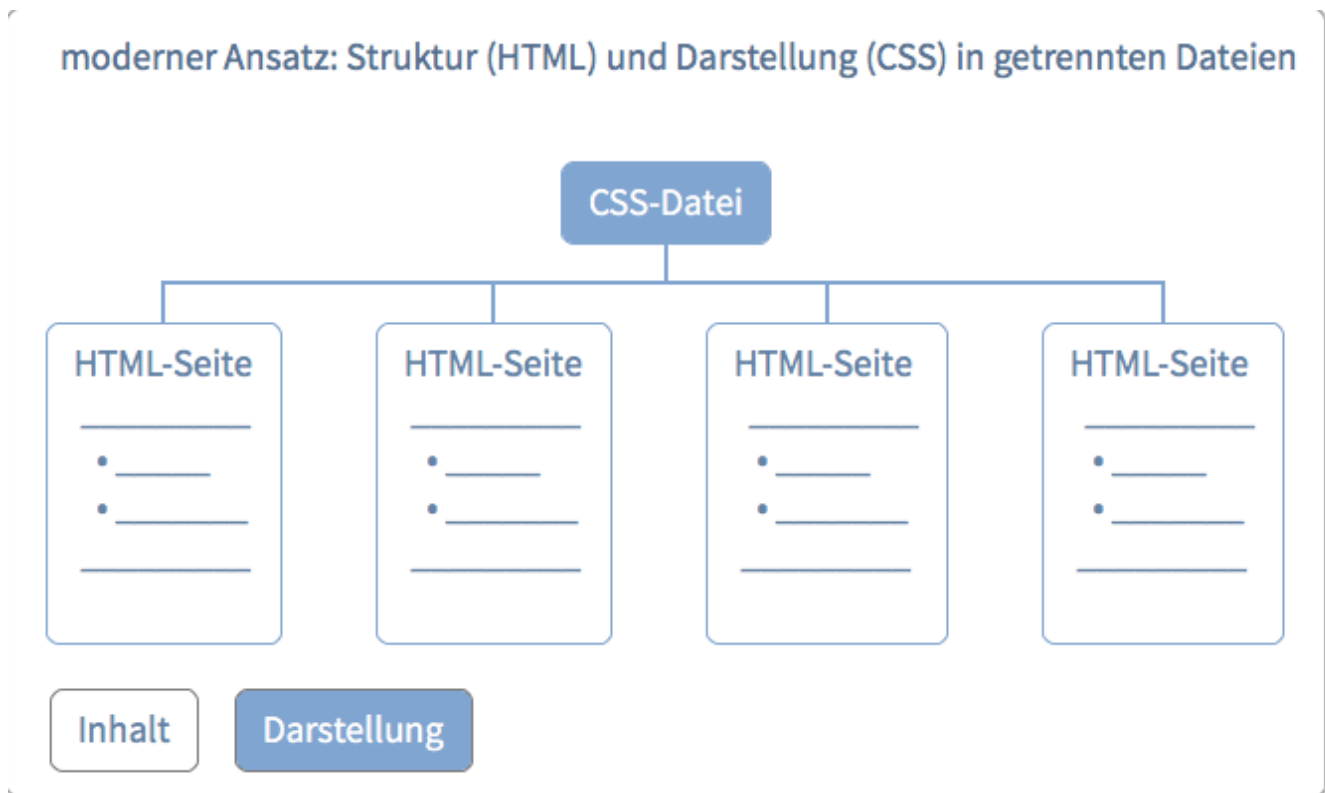 moderner Ansatz: Struktur (HTML) und Darstellung (CSS) in getrennten Dateien
CSS-Datei
HTML-Seite
HTML-Seite
HTML-Seite
HTML-Seite
Inhalt
Darstellung